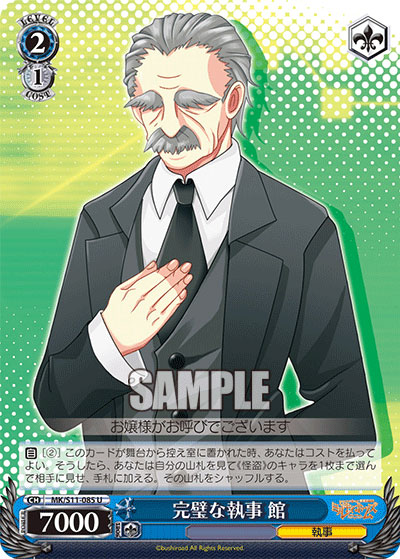 LEVEL
2
1
COST
SAMPLE
お嬢様がお呼びでございます
自【②】このカードが舞台から控え室に置かれた時、あなたはコストを払ってよい。そうしたら、あなたは自分の山札を見て《怪盗》のキャラを1枚まで選んで相手に見せ、手札に加える。その山札をシャッフルする。
CH MK/S11-085 U
7000
完璧な執事 館
執事
©bushiroad All Rights Reserved.